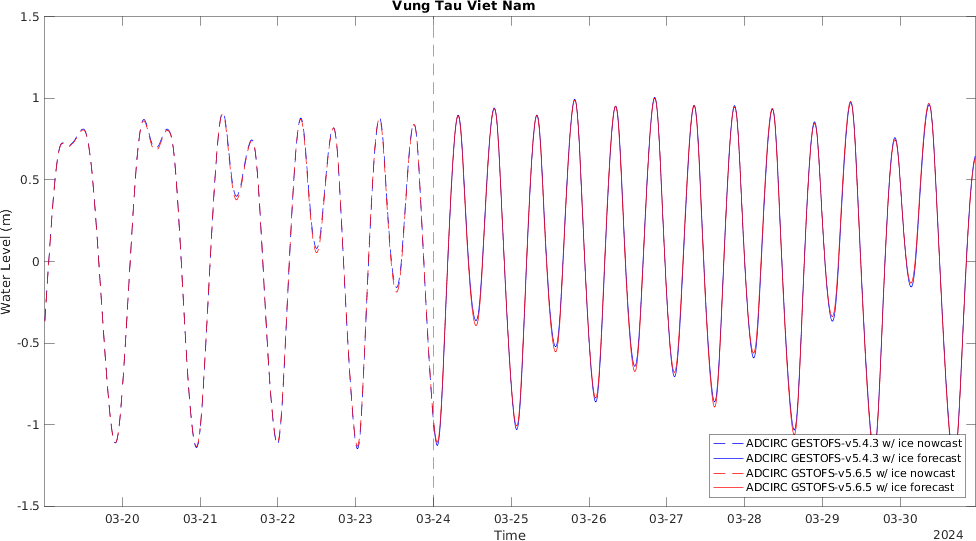 Vung Tau Viet Nam
1.5
1
0.5
0
-0.5
-1
-1.5
Water Level (m)
ADCIRC GESTOFS-v5.4.3 w/ ice nowcast
ADCIRC GESTOFS-v5.4.3 w/ ice forecast
ADCIRC GSTOFS-v5.6.5 w/ ice nowcast
ADCIRC GSTOFS-v5.6.5 w/ ice forecast
03-20 03-21 03-22 03-23 03-24 03-25 03-26 03-27 03-28 03-29 03-30
Time
2024